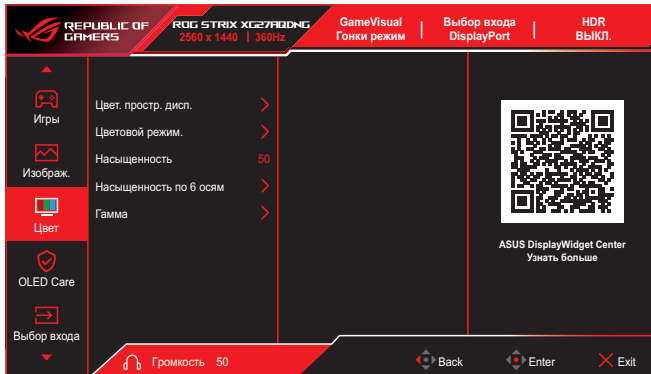 REPUBLIC OF
GAMERS
ROG STRIX XG27AQDNG
2560 x 1440 | 360Hz
GameVisual
Гонки режим
Выбор входа
DisplayPort
HDR
ВЫКЛ.
Игры
Изображ.
Цвет
OLED Care
Выбор входа
Цвет. простр. дисп.
Цветовой режим.
Насыщенность 50
Насыщенность по 6 осям
Гамма
ASUS DisplayWidget Center
Узнать больше
Громкость 50
Back
Enter
Exit